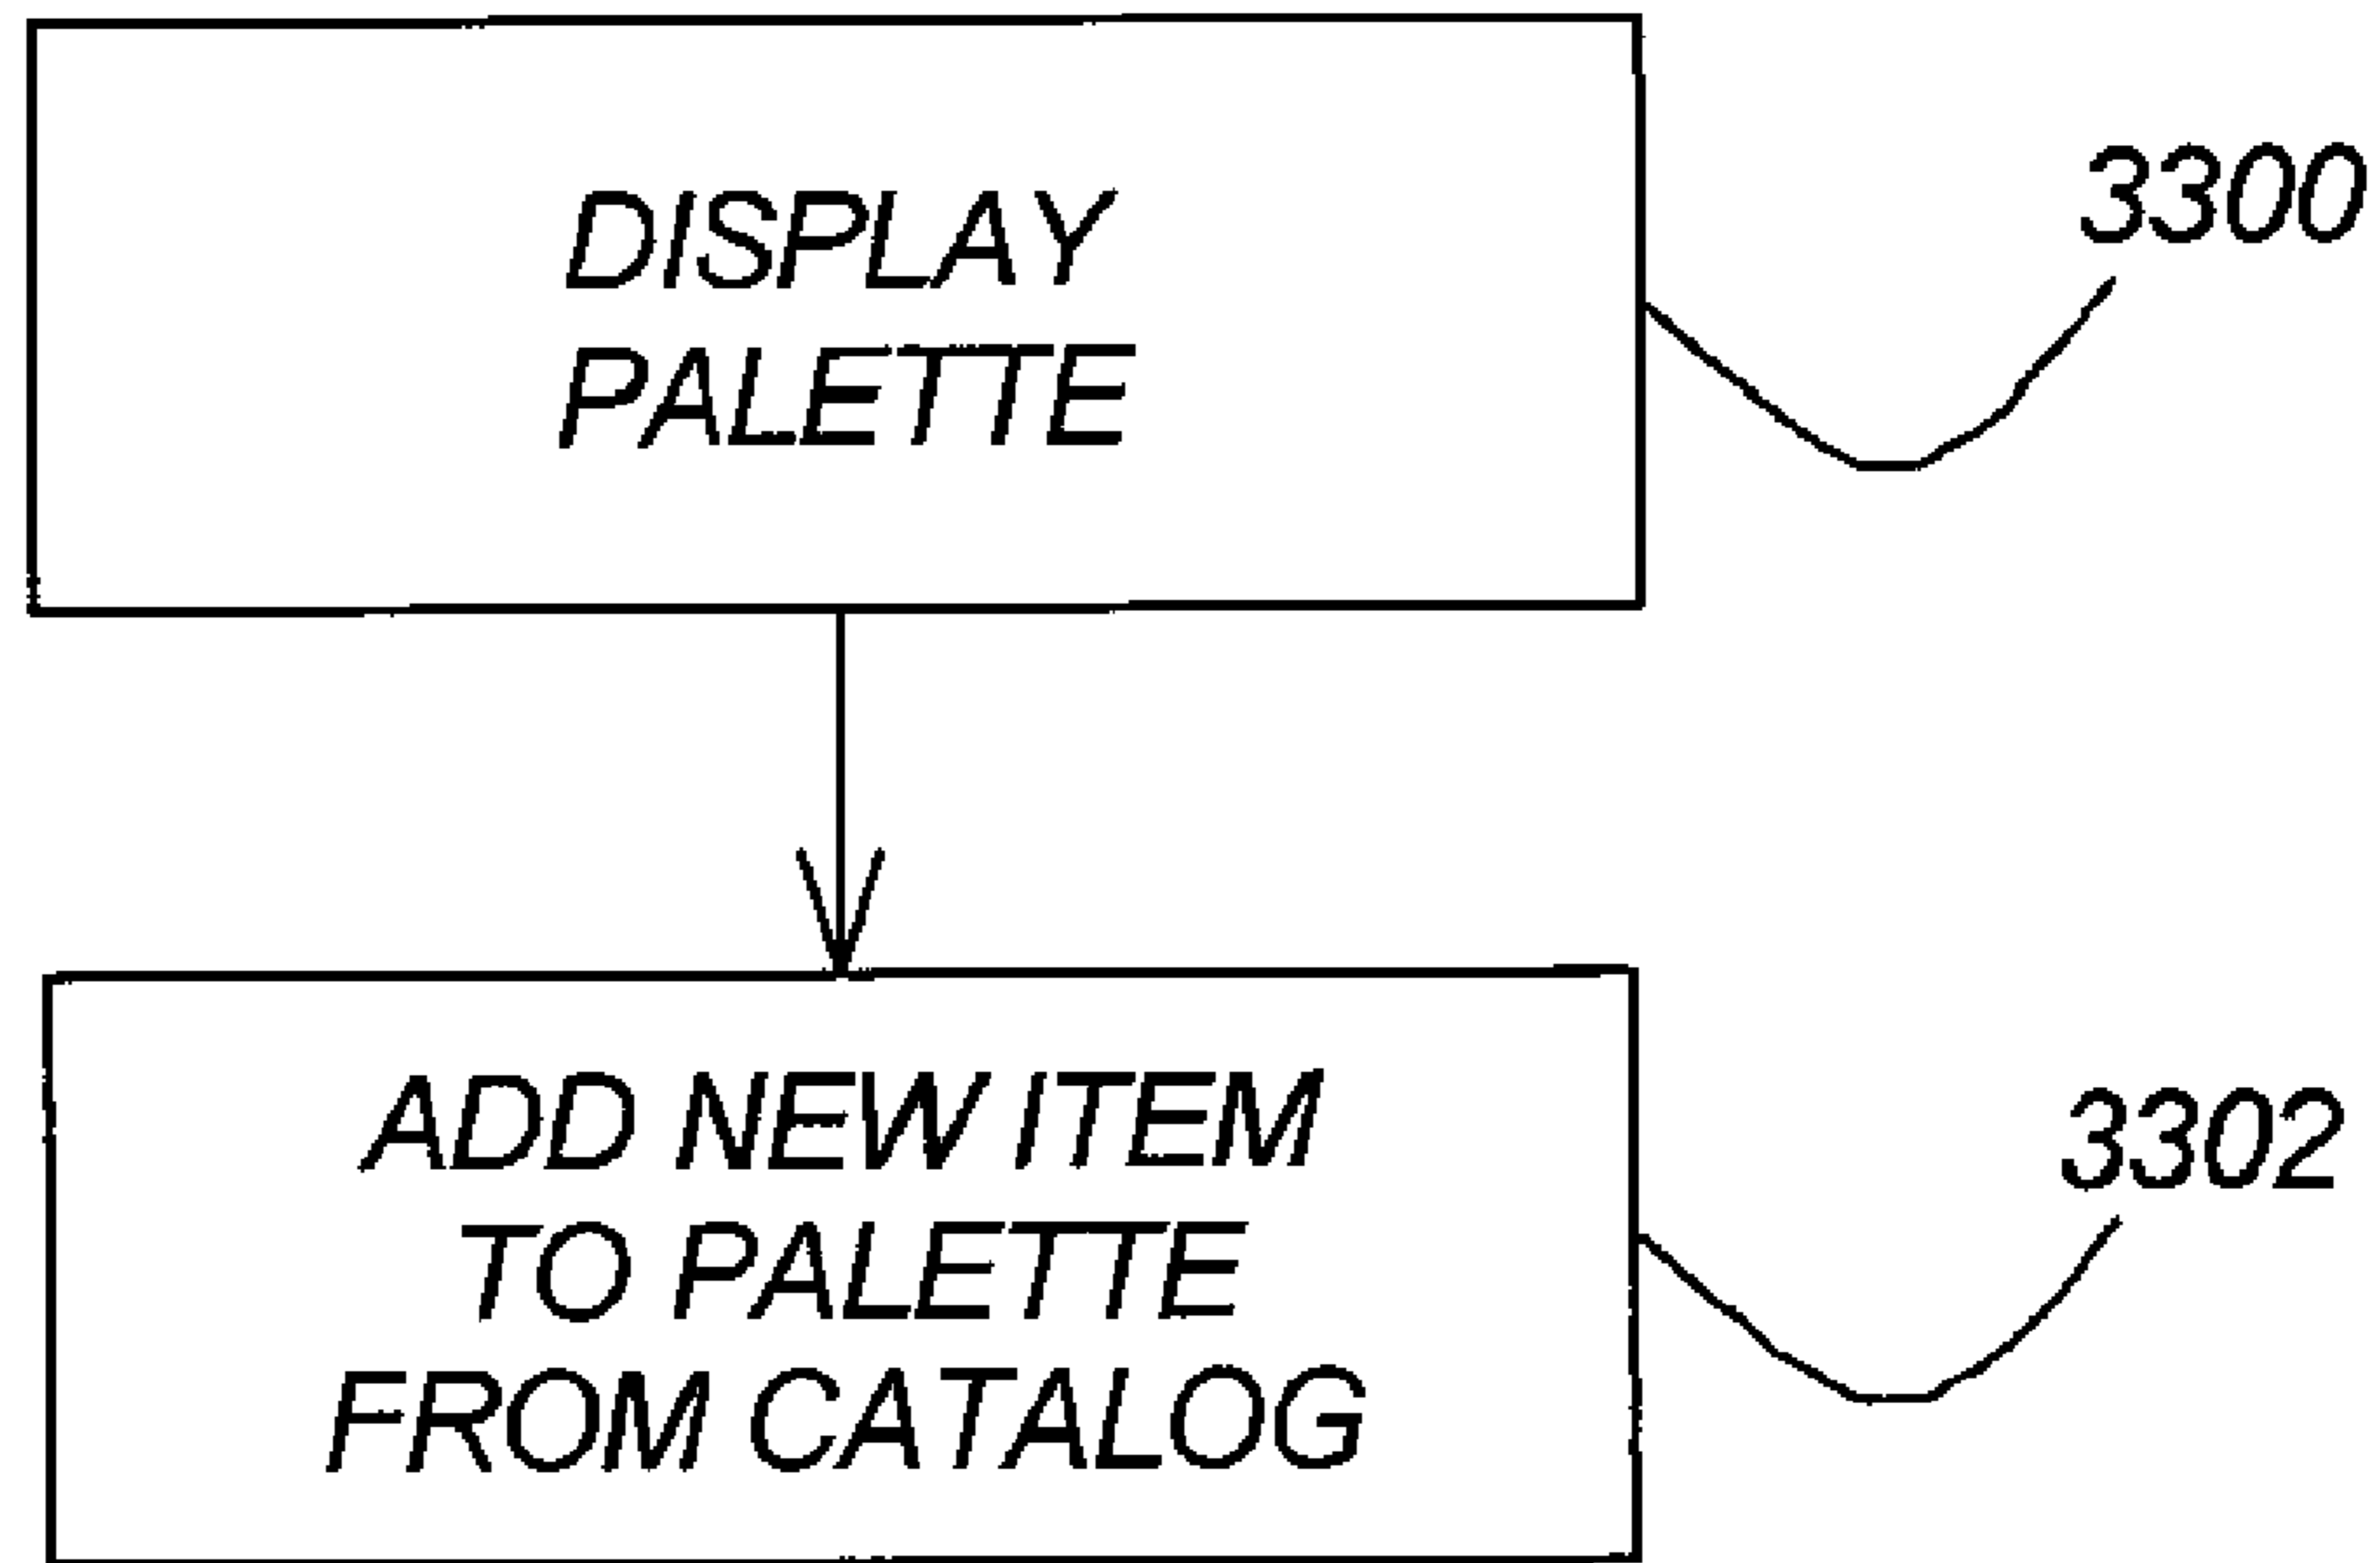 DISPLAY
PALETTE
3300
ADD NEW ITEM
TO PALETTE
FROM CATALOG
3302